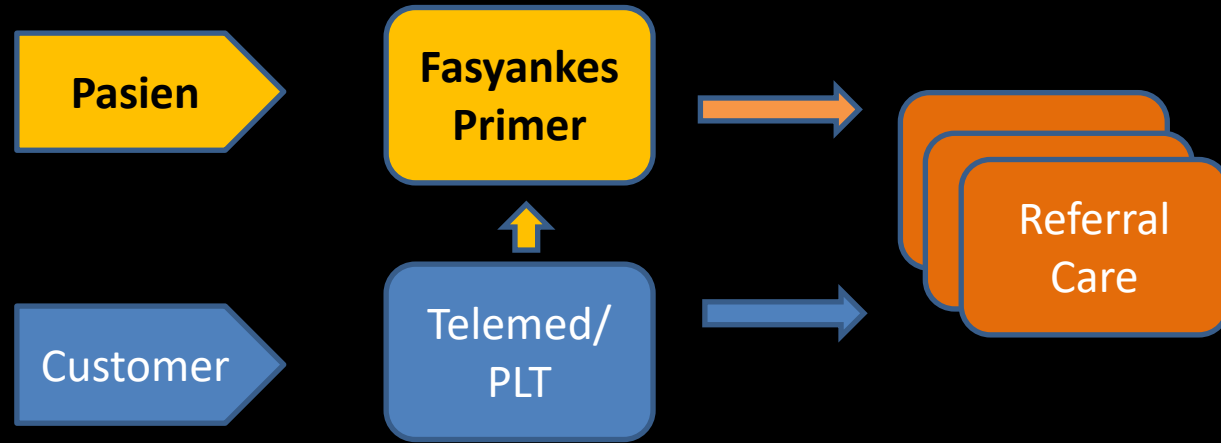 Pasien
Fasyankes
Primer
Referral
Care
Customer
Telemed/
PLT